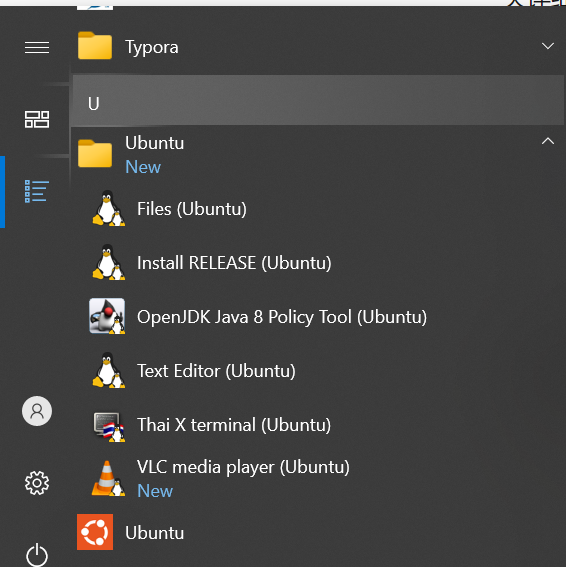 Typora
U
Ubuntu
New
Files (Ubuntu)
Install RELEASE (Ubuntu)
OpenJDK Java 8 Policy Tool (Ubuntu)
Text Editor (Ubuntu)
Thai X terminal (Ubuntu)
VLC media player (Ubuntu)
New
Ubuntu